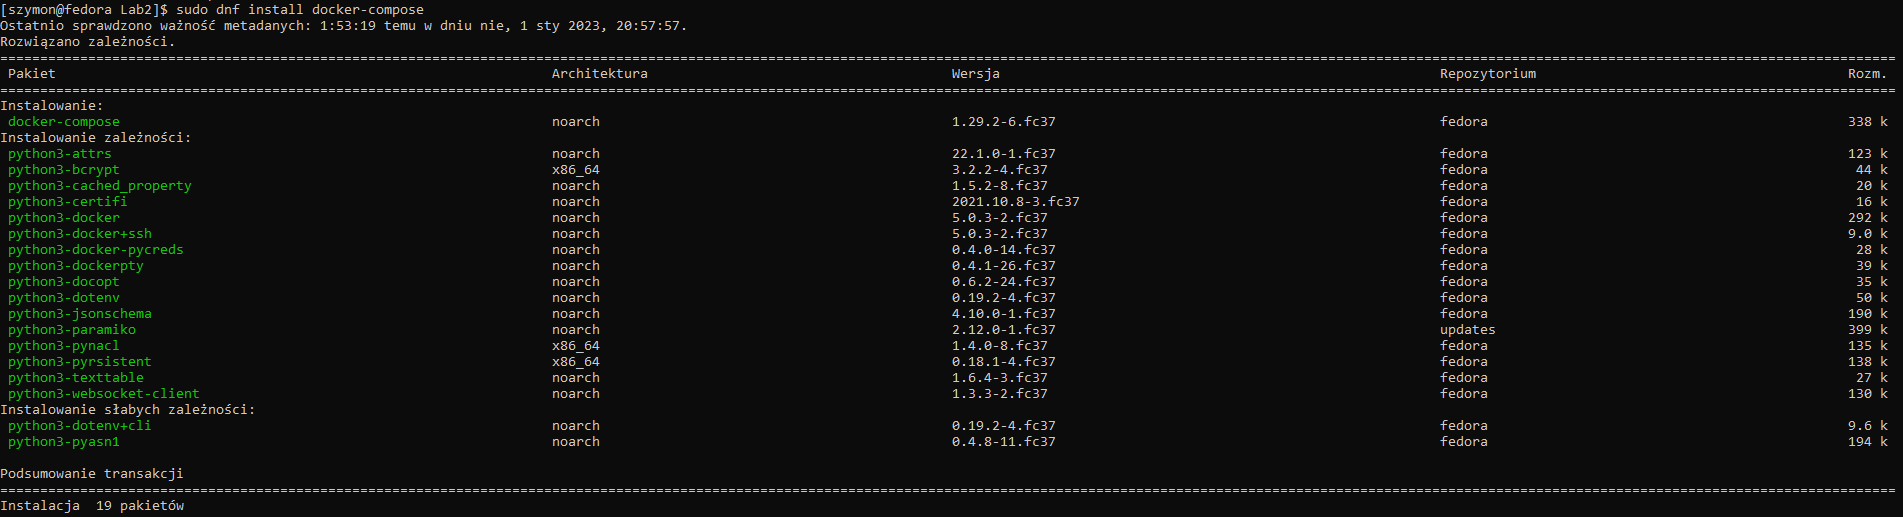 [szymon@fedora Lab2]$ sudo dnf install docker-compose
Ostatnio sprawdzono ważność metadanych: 1:53:19 temu w dniu nie, 1 sty 2023, 20:57:57.
Rozwiązano zależności.
Pakiet Architektura Wersja Repozytorium Rozm.
Instalowanie:
docker-compose noarch 1.29.2-6.fc37 fedora 338 k
Instalowanie zależności:
python3-attrs noarch 22.1.0-1.fc37 fedora 123 k
python3-bcrypt x86_64 3.2.2-4.fc37 fedora 44 k
python3-cached_property noarch 1.5.2-8.fc37 fedora 20 k
python3-certifi noarch 2021.10.8-3.fc37 fedora 16 k
python3-docker noarch 5.0.3-2.fc37 fedora 292 k
python3-docker+ssh noarch 5.0.3-2.fc37 fedora 9.0 k
python3-docker-pycreds noarch 0.4.0-14.fc37 fedora 28 k
python3-dockerpty noarch 0.4.1-26.fc37 fedora 39 k
python3-docopt noarch 0.6.2-24.fc37 fedora 35 k
python3-dotenv noarch 0.19.2-4.fc37 fedora 50 k
python3-jsonschema noarch 4.10.0-1.fc37 fedora 190 k
python3-paramiko noarch 2.12.0-1.fc37 updates 399 k
python3-pynacl x86_64 1.4.0-8.fc37 fedora 135 k
python3-pyrsistent x86_64 0.18.1-4.fc37 fedora 138 k
python3-texttable noarch 1.6.4-3.fc37 fedora 27 k
python3-websocket-client noarch 1.3.3-2.fc37 fedora 130 k
Instalowanie słabych zależności:
python3-dotenv+cli noarch 0.19.2-4.fc37 fedora 9.6 k
python3-pyasn1 noarch 0.4.8-11.fc37 fedora 194 k
Podsumowanie transakcji
Instalacja 19 pakietów